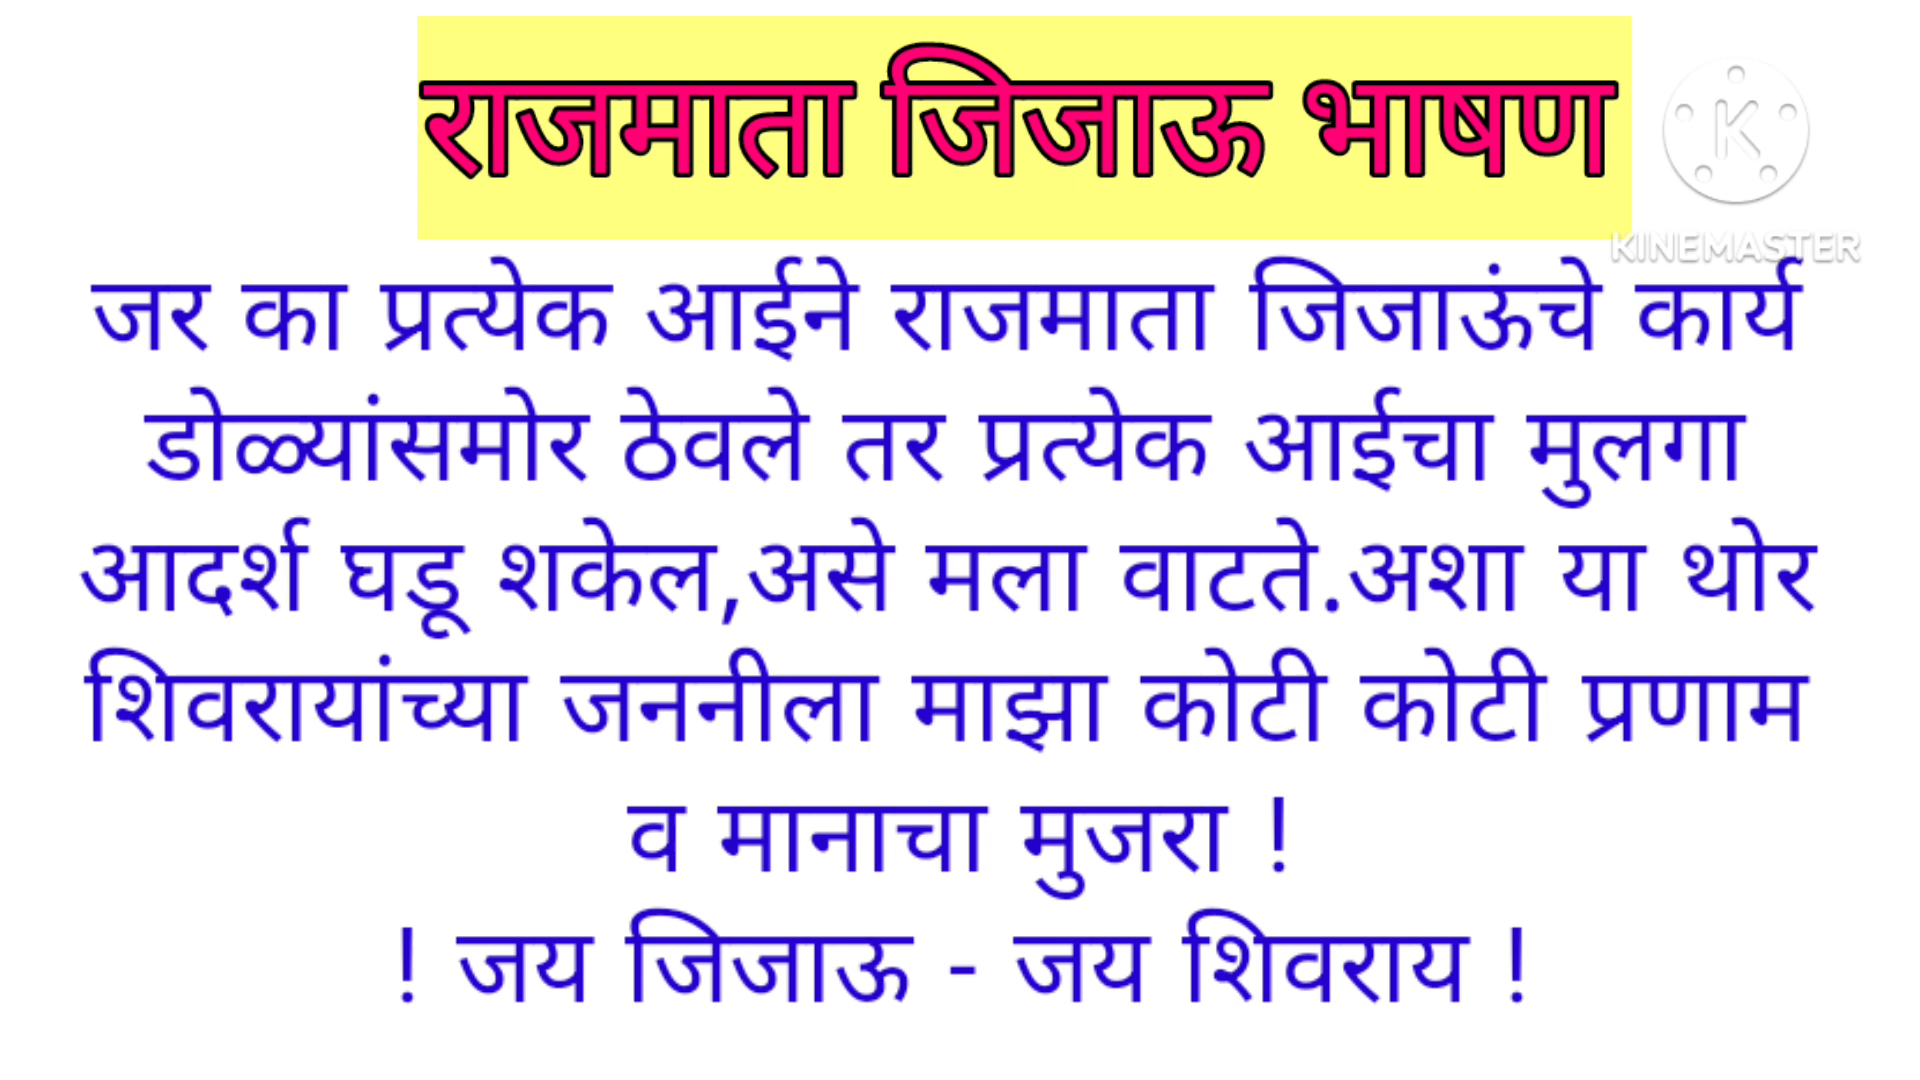 राजमाता जिजाऊ भाषण
K
KINEMASTER
जर का प्रत्येक आईने राजमाता जिजाऊंचे कार्य
डोळ्यांसमोर ठेवले तर प्रत्येक आईचा मुलगा
आदर्श घडू शकेल,असे मला वाटते.अशा या थोर
शिवरायांच्या जननीला माझा कोटी कोटी प्रणाम
व मानाचा मुजरा !
! जय जिजाऊ - जय शिवराय !